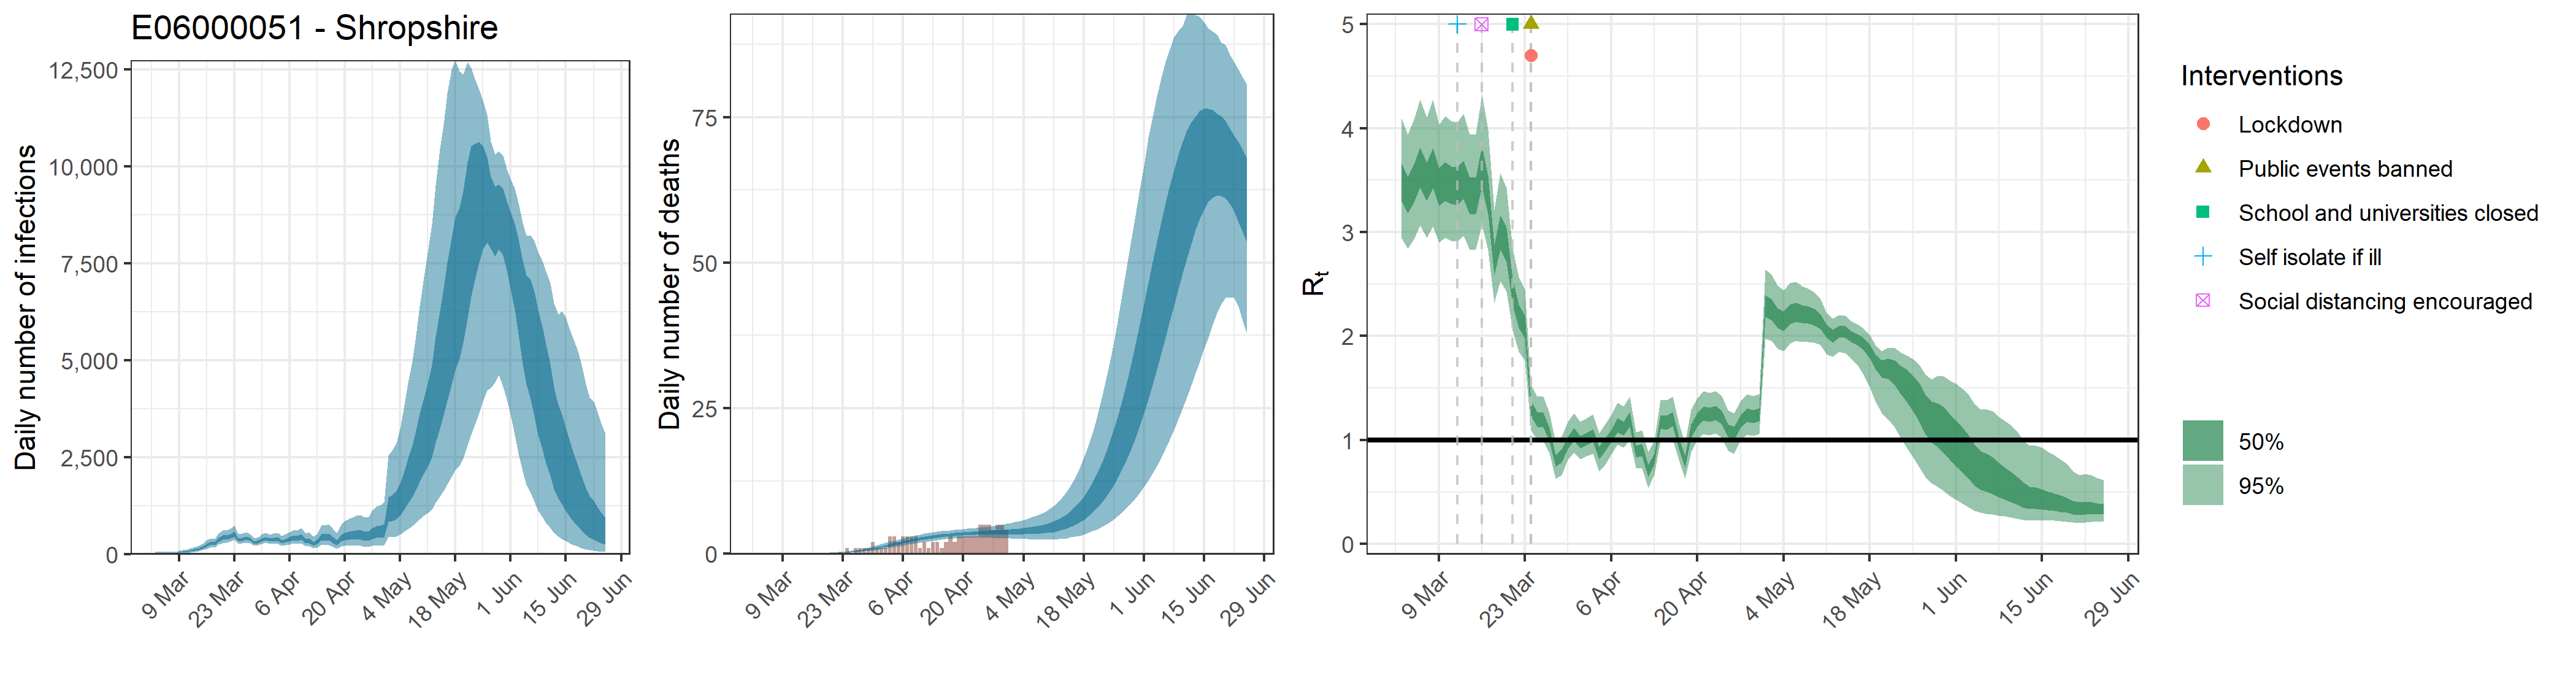 E06000051 - Shropshire
Daily number of infections
12,500
10,000
7,500
5,000
2,500
0
9 Mar
23 Mar
6 Apr
20 Apr
4 May
18 May
1 Jun
15 Jun
29 Jun
Daily number of deaths
75
50
25
0
9 Mar
23 Mar
6 Apr
20 Apr
4 May
18 May
1 Jun
15 Jun
29 Jun
Rt
5
4
3
2
1
0
9 Mar
23 Mar
6 Apr
20 Apr
4 May
18 May
1 Jun
15 Jun
29 Jun
Interventions
Lockdown
Public events banned
School and universities closed
Self isolate if ill
Social distancing encouraged
50%
95%